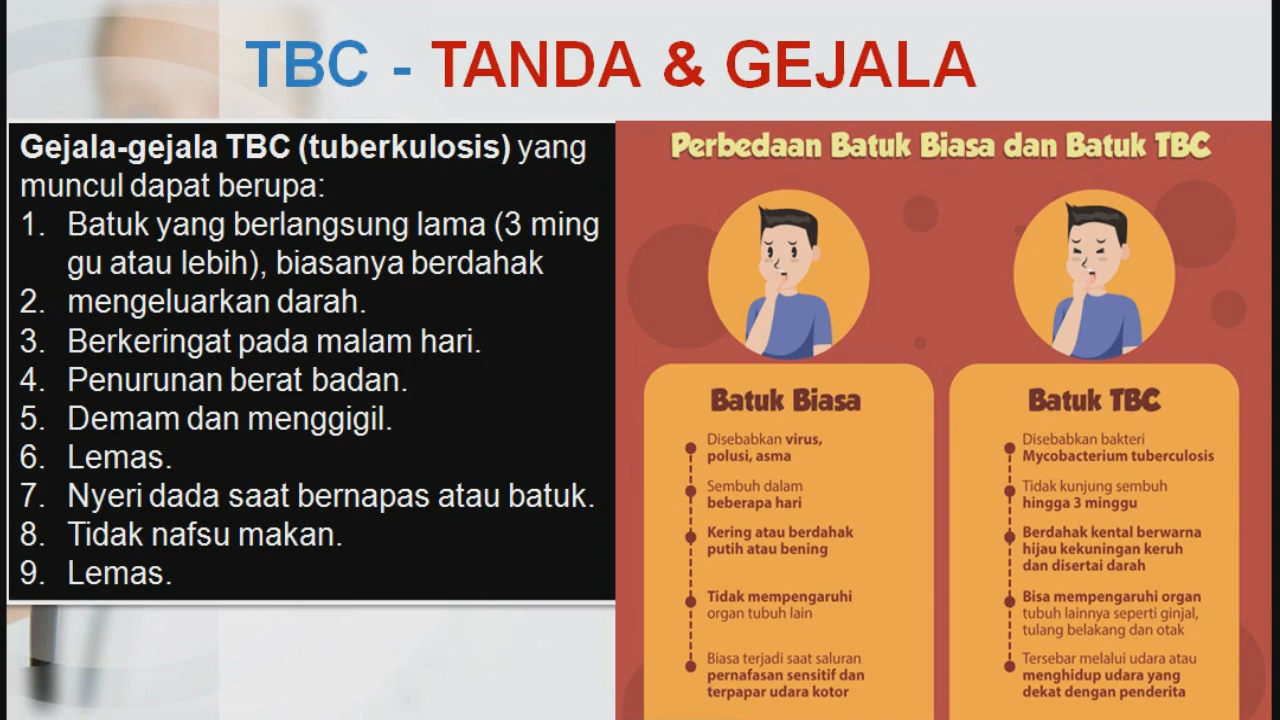 TBC - TANDA & GEJALA
Gejala-gejala TBC (tuberkulosis) yang
muncul dapat berupa:
1. Batuk yang berlangsung lama (3 ming
gu atau lebih), biasanya berdahak
2. mengeluarkan darah.
3. Berkeringat pada malam hari.
4. Penurunan berat badan.
5. Demam dan menggigil.
6. Lemas.
7. Nyeri dada saat bernapas atau batuk.
8. Tidak nafsu makan.
9. Lemas.
Perbedaan Batuk Biasa dan Batuk TBC
Batuk Biasa
Disebabkan virus,
polusi, asma
Sembuh dalam
beberapa hari
Kering atau berdahak
putih atau bening
Tidak mempengaruhi
organ tubuh lain
Biasa terjadi saat saluran
pernafasan sensitif dan
terpapar udara kotor
Batuk TBC
Disebabkan bakteri
Mycobacterium tuberculosis
Tidak kunjung sembuh
hingga 3 minggu
Berdahak kental berwarna
hijau kekuningan keruh
dan disertai darah
Bisa mempengaruhi organ
tubuh lainnya seperti ginjal,
tulang belakang dan otak
Tersebar melalui udara atau
menghidup udara yang
dekat dengan penderita